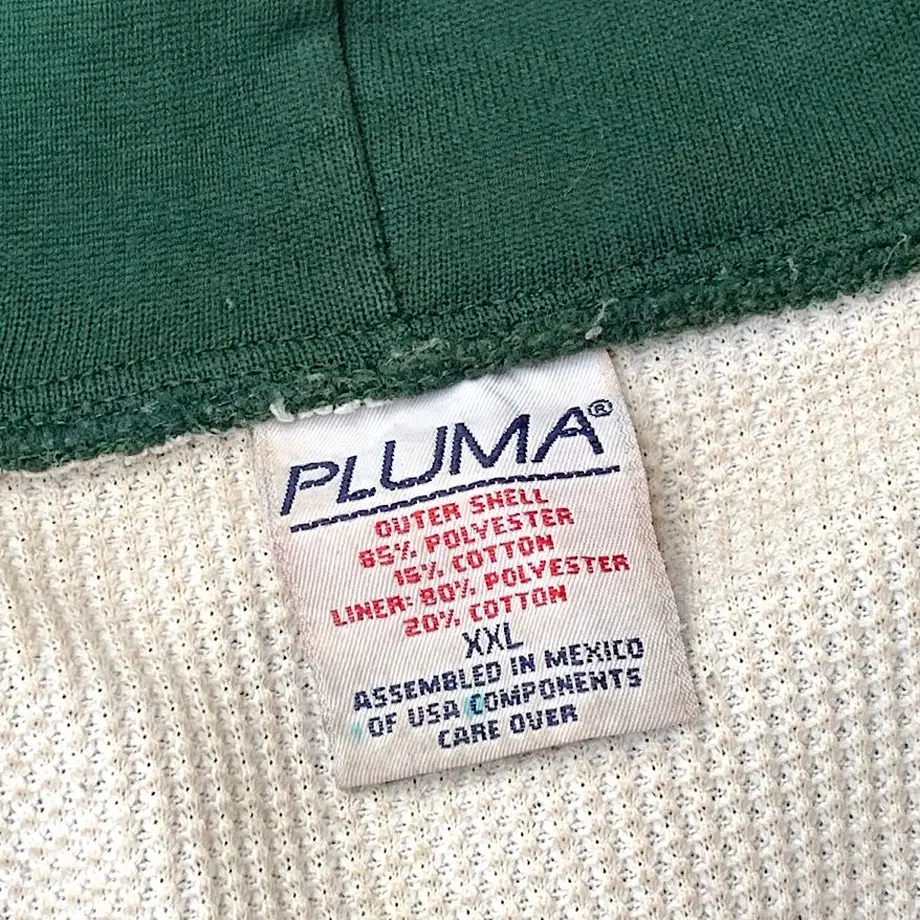 PLUMA®
OUTER SHELL
85% POLYESTER
15% COTTON
LINER: 80% POLYESTER
20% COTTON
XXL
ASSEMBLED IN MEXICO
OF USA COMPONENTS
CARE OVER